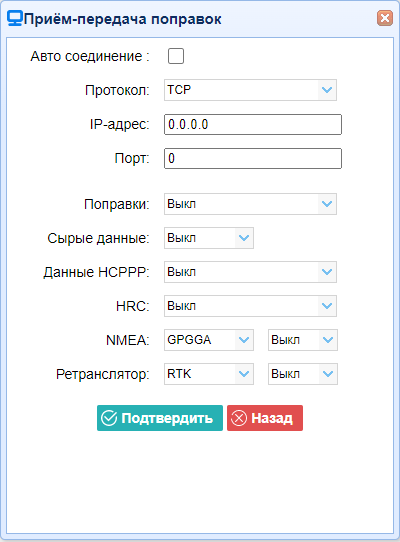 Приём-передача поправок
Авто соединение :
Протокол: TCP
IP-адрес: 0.0.0.0
Порт: 0
Поправки: Выкл
Сырые данные: Выкл
Данные HCPPP: Выкл
HRC: Выкл
NMEA: GPGGA Выкл
Ретранслятор: RTK Выкл
Подтвердить Назад